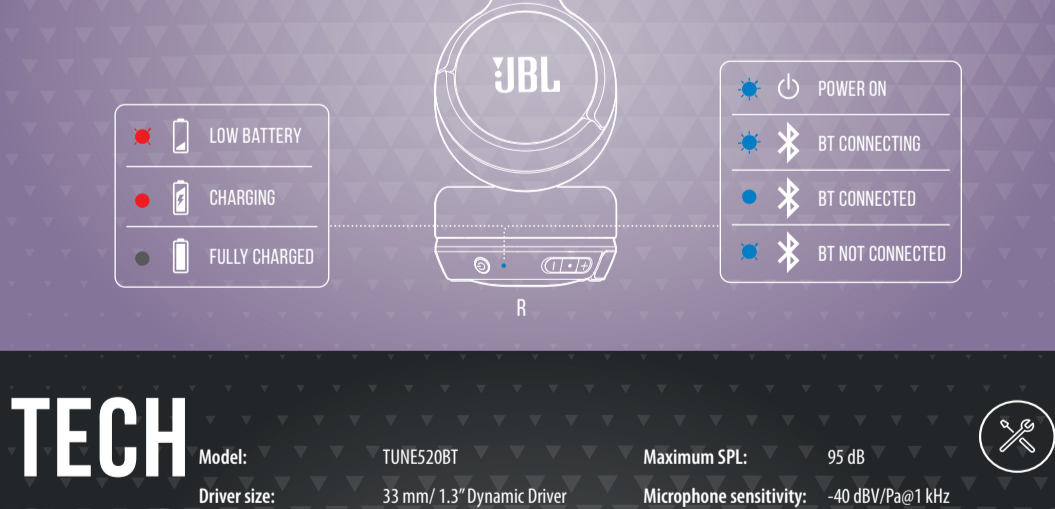 JBL
LOW BATTERY
CHARGING
FULLY CHARGED
POWER ON
BT CONNECTING
BT CONNECTED
BT NOT CONNECTED
R
TECH
Model: TUNE520BT
Maximum SPL: 95 dB
Driver size: 33 mm/ 1.3” Dynamic Driver
Microphone sensitivity: -40 dBV/Pa@1 kHz